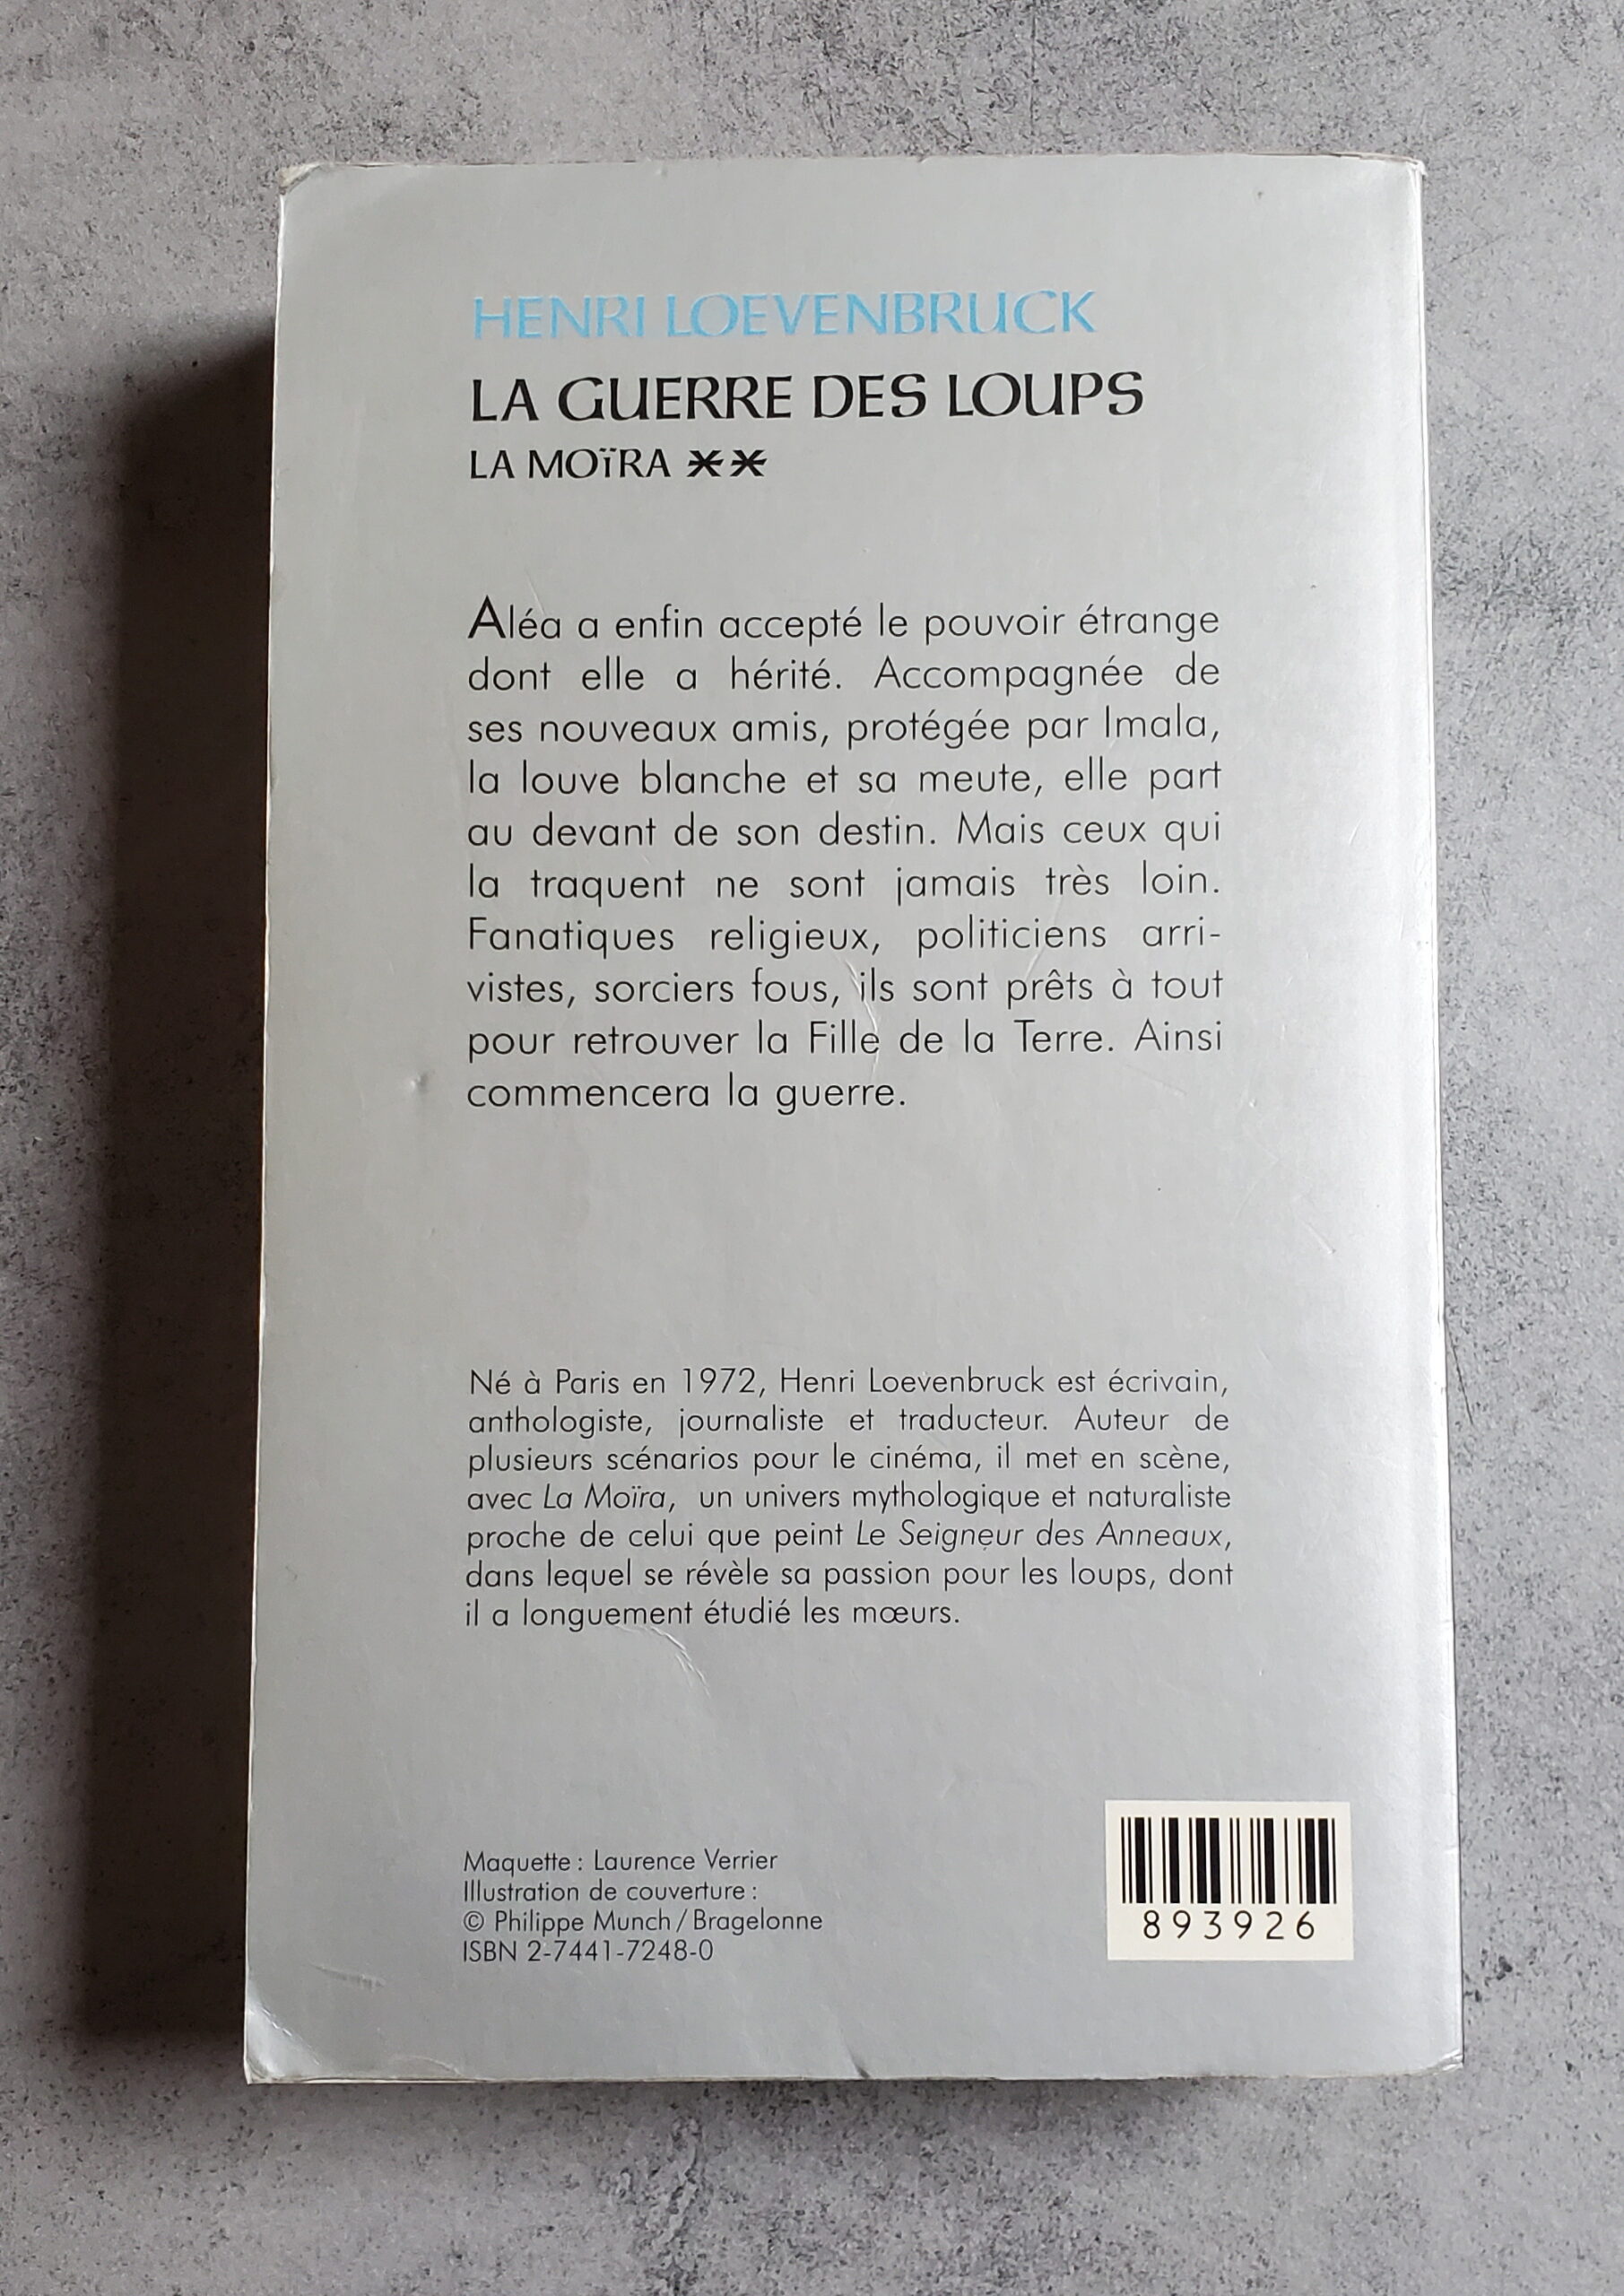 HENRI LOEVENBRUCK
LA GUERRE DES LOUPS
LA MOïRA **
Aléa a enfin accepté le pouvoir étrange
dont elle a hérité. Accompagnée de
ses nouveaux amis, protégée par Imala,
la louve blanche et sa meute, elle part
au devant de son destin. Mais ceux qui
la traquent ne sont jamais très loin.
Fanatiques religieux, politiciens arri-
vistes, sorciers fous, ils sont prêts à tout
pour retrouver la Fille de la Terre. Ainsi
commencera la guerre.
Né à Paris en 1972, Henri Loevenbruck est écrivain,
anthologiste, journaliste et traducteur. Auteur de
plusieurs scénarios pour le cinéma, il met en scène,
avec La Moïra, un univers mythologique et naturaliste
proche de celui que peint Le Seigneur des Anneaux,
dans lequel se révèle sa passion pour les loups, dont
il a longuement étudié les mœurs.
Maquette : Laurence Verrier
Illustration de couverture :
© Philippe Munch / Bragelonne
ISBN 2-7441-7248-0
893926